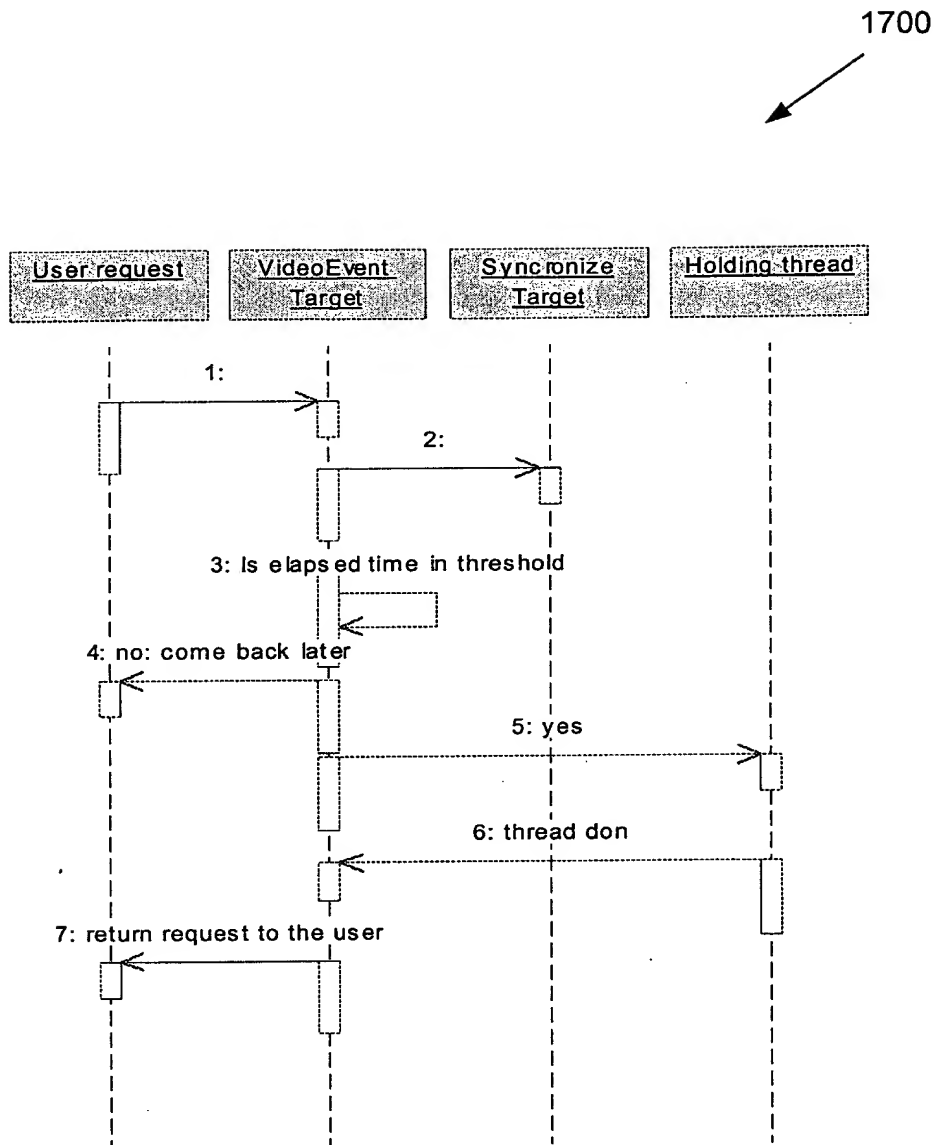 1700
User request
VideoEvent
Target
Syncronize
Target
Holding thread
1:
2:
3: Is elapsed time in threshold
4: no: come back later
5: yes
6: thread don
7: return request to the user